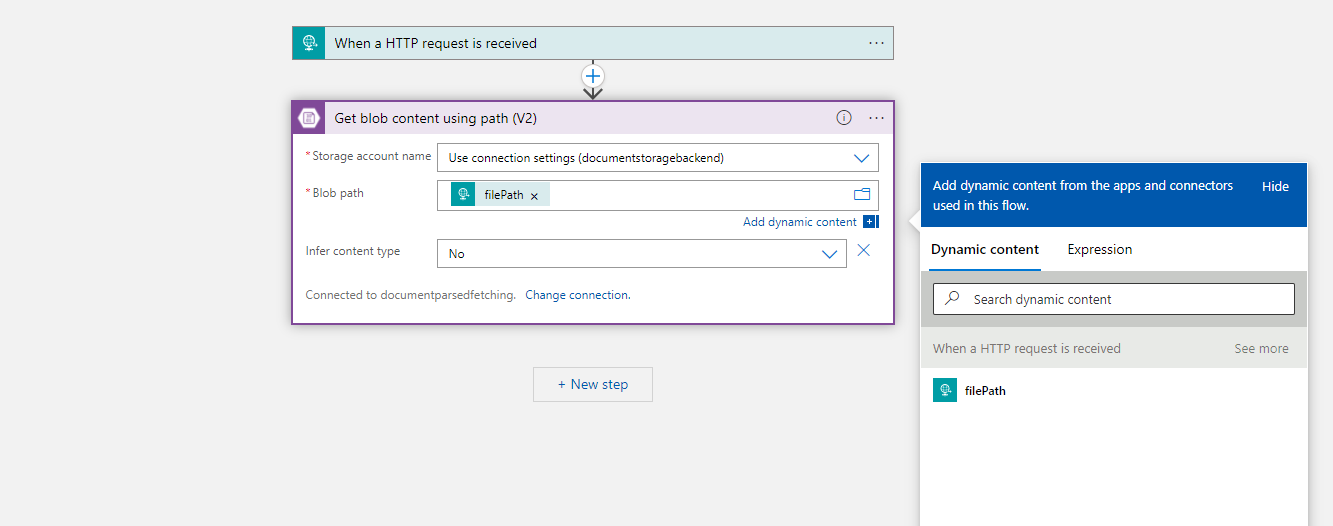 When a HTTP request is received
Get blob content using path (V2)
* Storage account name
Use connection settings (documentstoragebackend)
* Blob path
filePath
Add dynamic content
Infer content type
No
Connected to documentparsedfetching. Change connection.
+ New step
Add dynamic content from the apps and connectors
used in this flow.
Hide
Dynamic content
Expression
Search dynamic content
When a HTTP request is received
See more
filePath